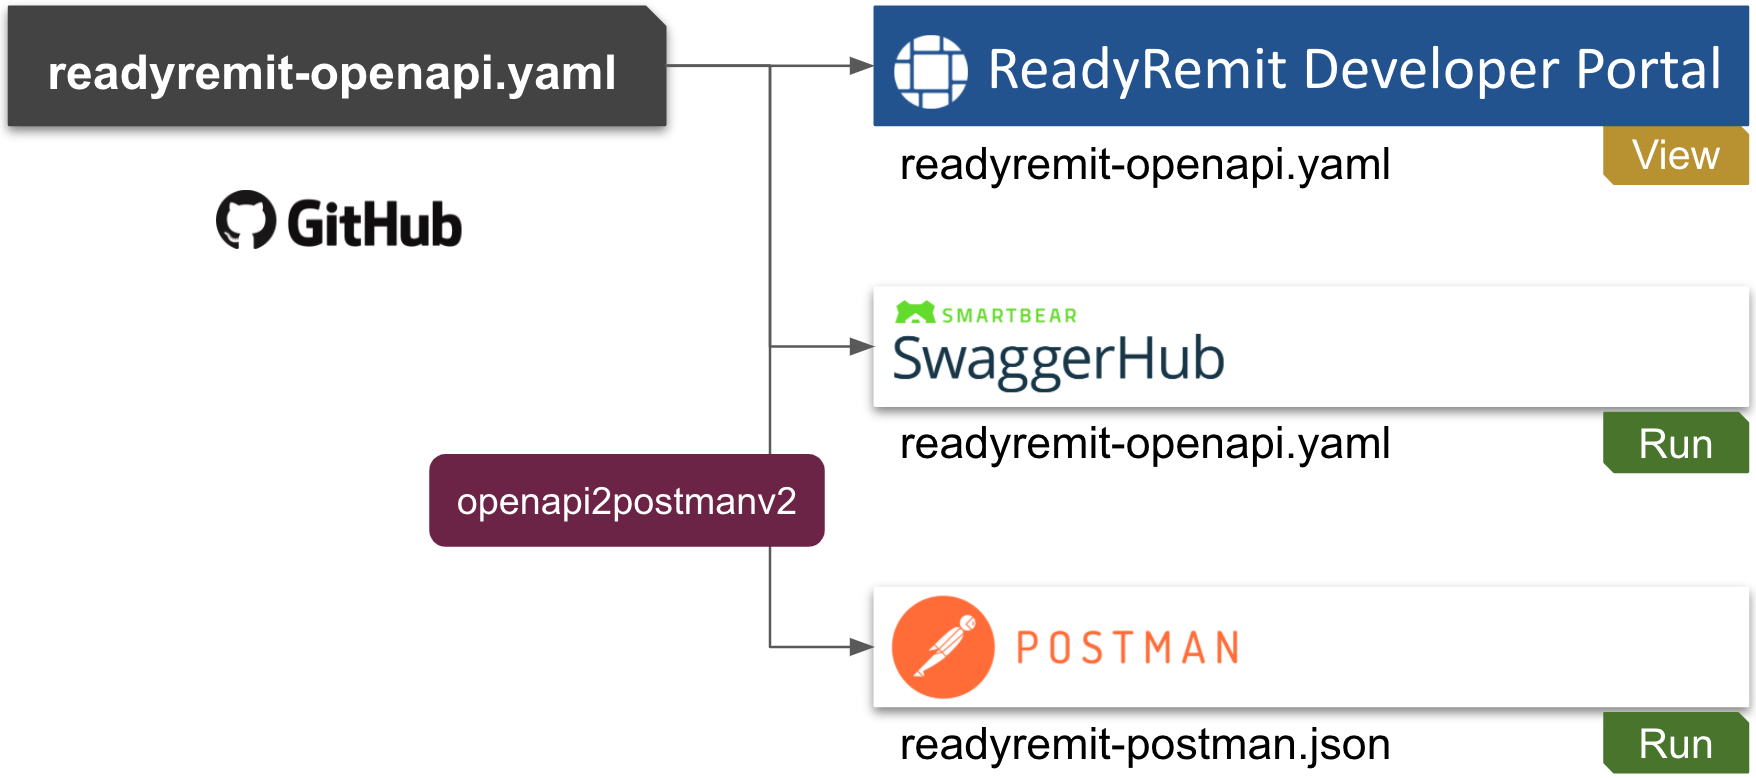 readyremit-openapi.yaml
GitHub
ReadyRemit Developer Portal
readyremit-openapi.yaml
View
SMARTBEAR
SwaggerHub
readyremit-openapi.yaml
Run
openapi2postmanv2
POSTMAN
readyremit-postman.json
Run